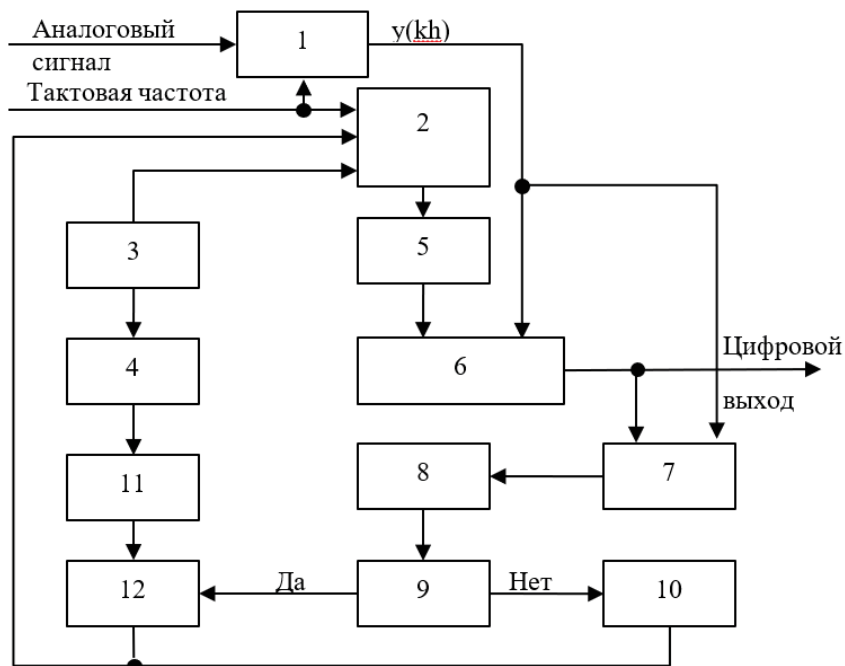 Аналоговый
сигнал
1
y(kh)
Тактовая частота
2
3
5
4
6
Цифровой
выход
11
8
7
12
Да
9
Нет
10